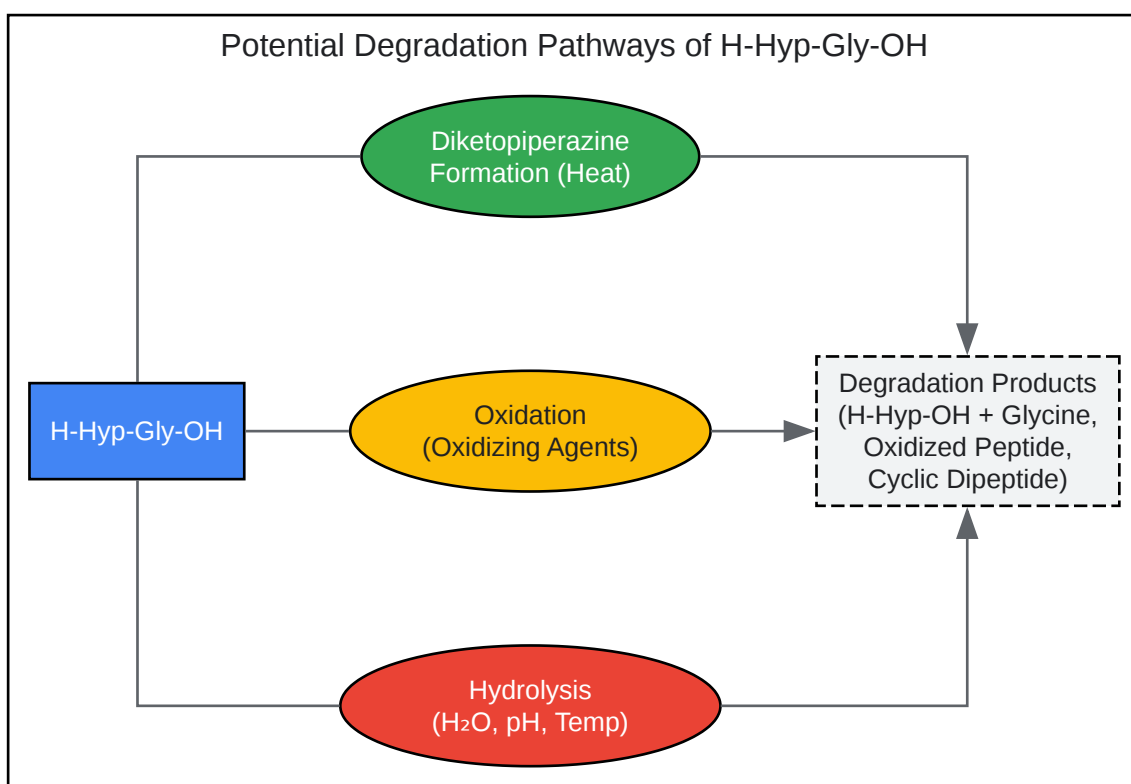 Potential Degradation Pathways of H-Hyp-Gly-OH
Diketopiperazine
Formation (Heat)
H-Hyp-Gly-OH
Oxidation
(Oxidizing Agents)
Degradation Products
(H-Hyp-OH + Glycine,
Oxidized Peptide,
Cyclic Dipeptide)
Hydrolysis
(H₂O, pH, Temp)